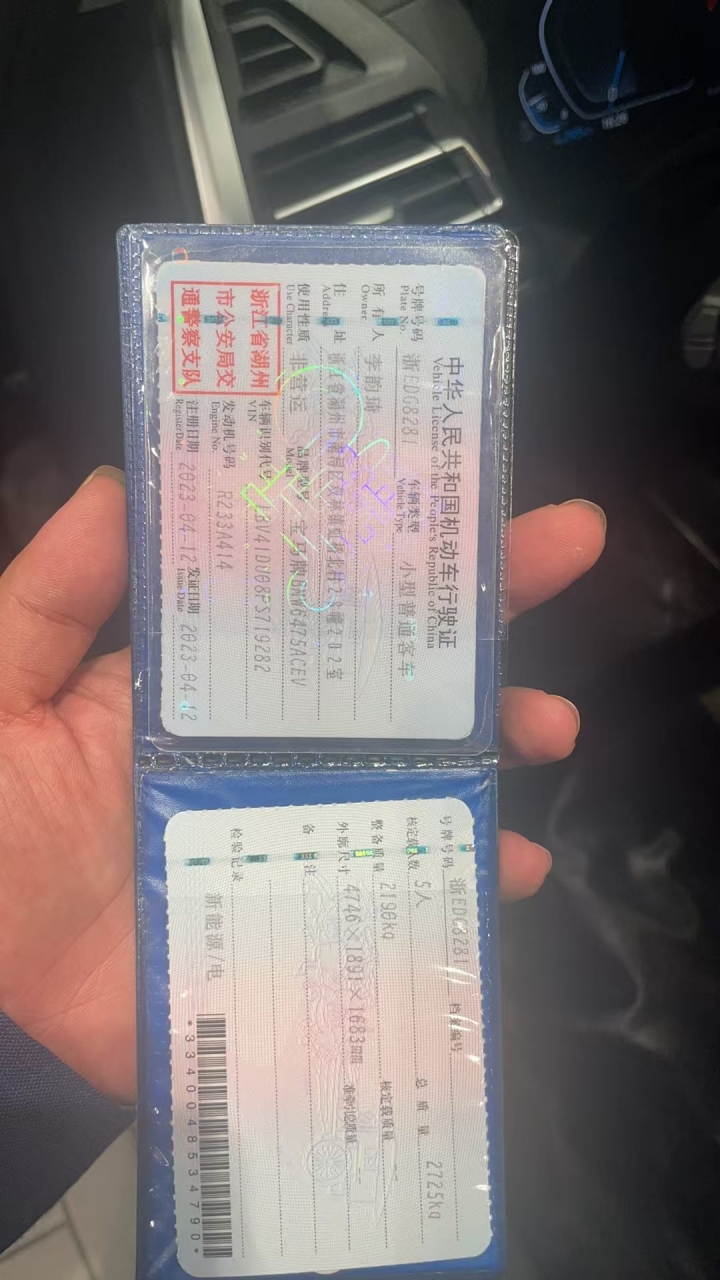 中华人民共和国机动车行驶证
Vehicle License of the People's Republic of China
号牌号码 浙EDG8281 车辆类型 小型普通客车
Plate No. Vehicle Type
所有人 李韵琦
Owner
住址 浙江省湖州市
Address
使用性质 非营运 品牌型号 宝马牌BMW6475ACEV
Use Character Model
浙江省湖州
市公安局交
通警察支队
车辆识别代号
VIN
发动机号码 R233A414
Engine No.
注册日期 2023-04-12 发证日期 2023-04-12
Register Date Issue Date
号牌号码 浙EDG8281 档案编号
核定载人数 5人 总质量 2725kg
整备质量 2190kg 核定载质量
外廓尺寸 4746×1891×1683mm 准牵引总质量
备注
检验记录
新能源/电
*3340048534790*